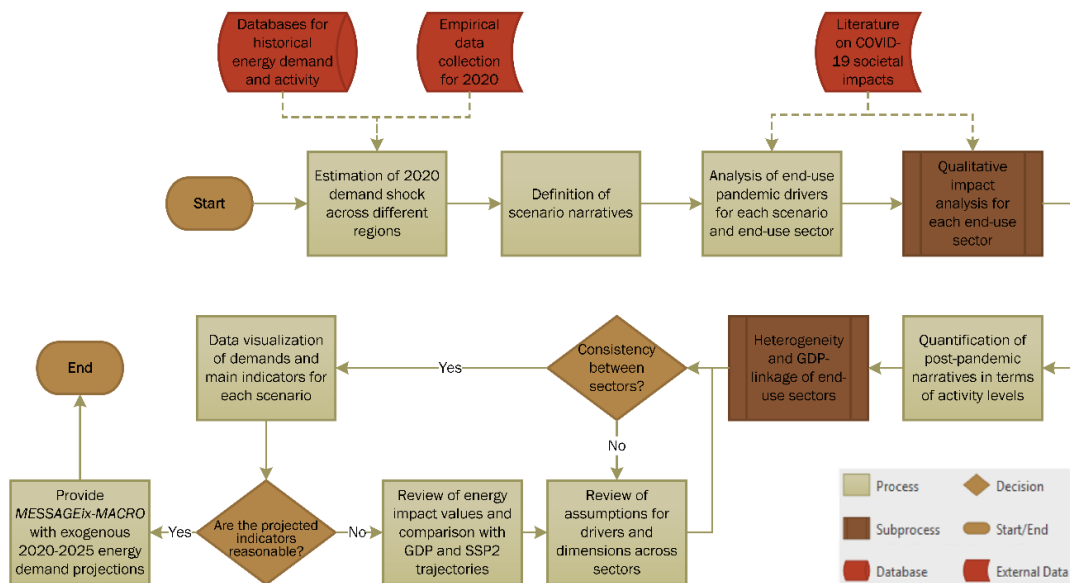 Databases for
historical
energy demand
and activity
Empirical
data
collection
for 2020
Literature
on COVID-
19 societal
impacts
Start
Estimation of 2020
demand shock
across different
regions
Definition of
scenario narratives
Analysis of end-use
pandemic drivers
for each scenario
and end-use sector
Qualitative
impact
analysis for
each end-use
sector
End
Data visualization
of demands and
main indicators for
each scenario
Yes
Consistency
between
sectors?
Heterogeneity
and GDP-
linkage of end-
use sectors
Quantification of
post-pandemic
narratives in terms
of activity levels
No
Provide
MESSAGEix-MACRO
with exogenous
2020-2025 energy
demand projections
Yes
Are the projected
indicators
reasonable?
No
Review of energy
impact values and
comparison with
GDP and SSP2
trajectories
Review of
assumptions for
drivers and
dimensions across
sectors
Process
Decision
Subprocess
Start/End
Database
External Data